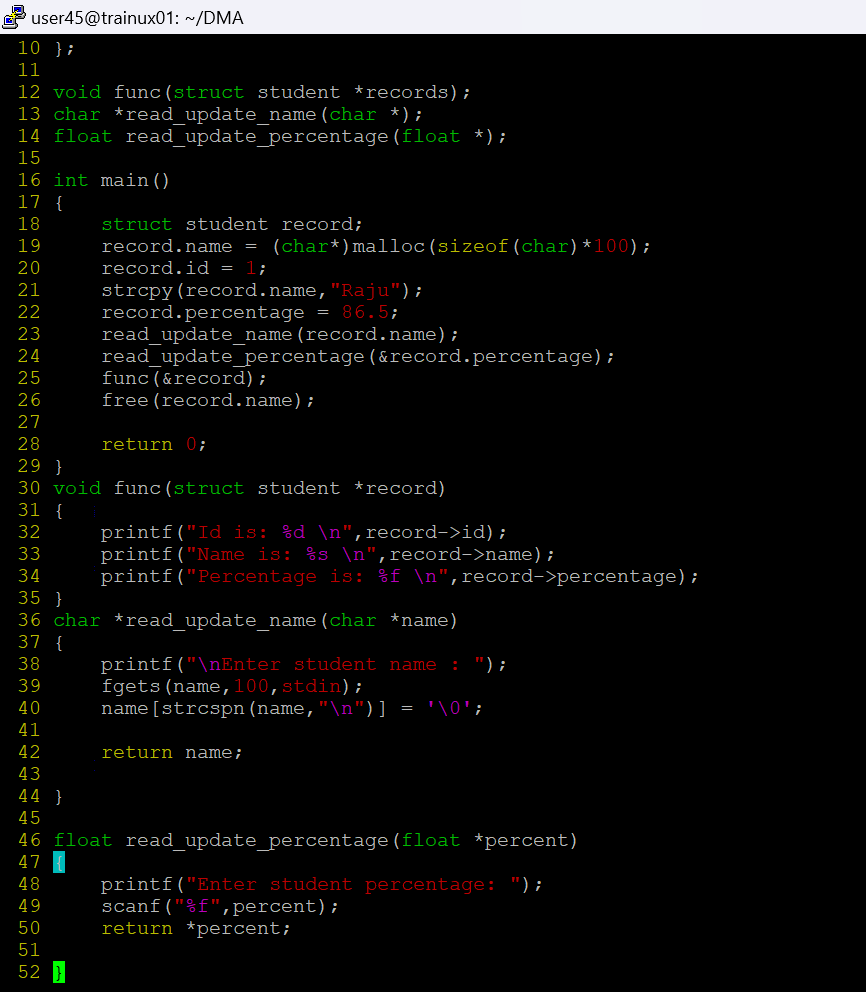 user45@trainux01: ~/DMA
10 };
11
12 void func(struct student *records);
13 char *read_update_name(char *);
14 float read_update_percentage(float *);
15
16 int main()
17 {
18     struct student record;
19     record.name = (char*)malloc(sizeof(char)*100);
20     record.id = 1;
21     strcpy(record.name,"Raju");
22     record.percentage = 86.5;
23     read_update_name(record.name);
24     read_update_percentage(&record.percentage);
25     func(&record);
26     free(record.name);
27
28     return 0;
29 }
30 void func(struct student *record)
31 {
32     printf("Id is: %d \n",record->id);
33     printf("Name is: %s \n",record->name);
34     printf("Percentage is: %f \n",record->percentage);
35 }
36 char *read_update_name(char *name)
37 {
38     printf("\nEnter student name : ");
39     fgets(name,100,stdin);
40     name[strcspn(name,"\n")] = '\0';
41
42     return name;
43
44 }
45
46 float read_update_percentage(float *percent)
47 {
48     printf("Enter student percentage: ");
49     scanf("%f",percent);
50     return *percent;
51
52 }